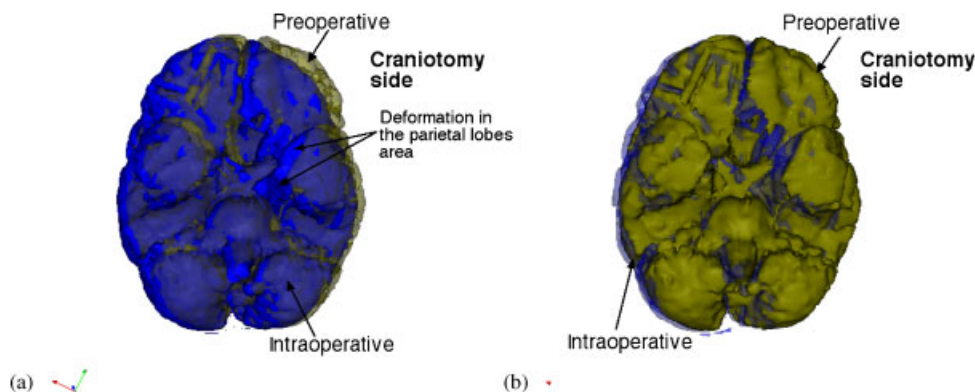 Preoperative
Craniotomy
side
Deformation in
the parietal lobes
area
Intraoperative
(a)
Preoperative
Craniotomy
side
Intraoperative
(b)